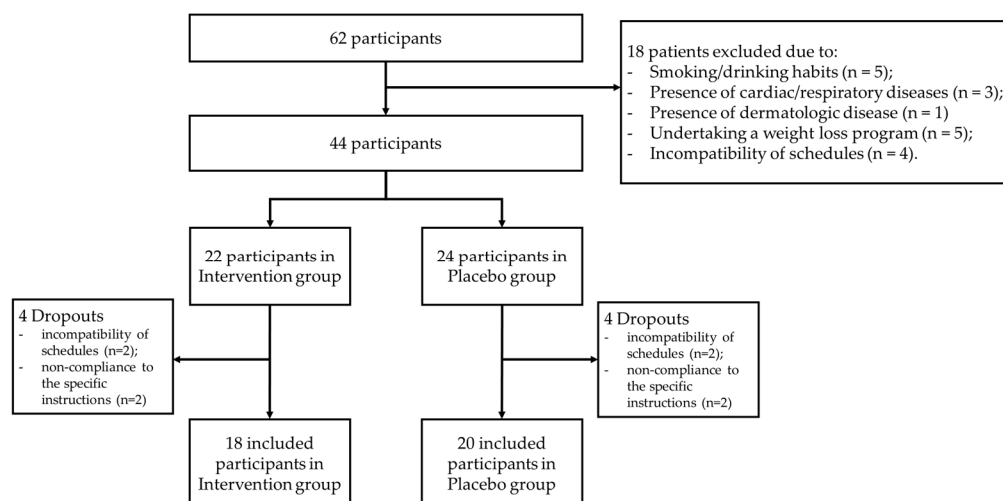 62 participants
18 patients excluded due to:
- Smoking/drinking habits (n = 5);
- Presence of cardiac/respiratory diseases (n = 3);
- Presence of dermatologic disease (n = 1)
- Undertaking a weight loss program (n = 5);
- Incompatibility of schedules (n = 4).
44 participants
22 participants in
Intervention group
24 participants in
Placebo group
4 Dropouts
- incompatibility of
schedules (n=2);
- non-compliance to
the specific
instructions (n=2)
4 Dropouts
- incompatibility of
schedules (n=2);
- non-compliance to
the specific
instructions (n=2)
18 included
participants in
Intervention group
20 included
participants in
Placebo group